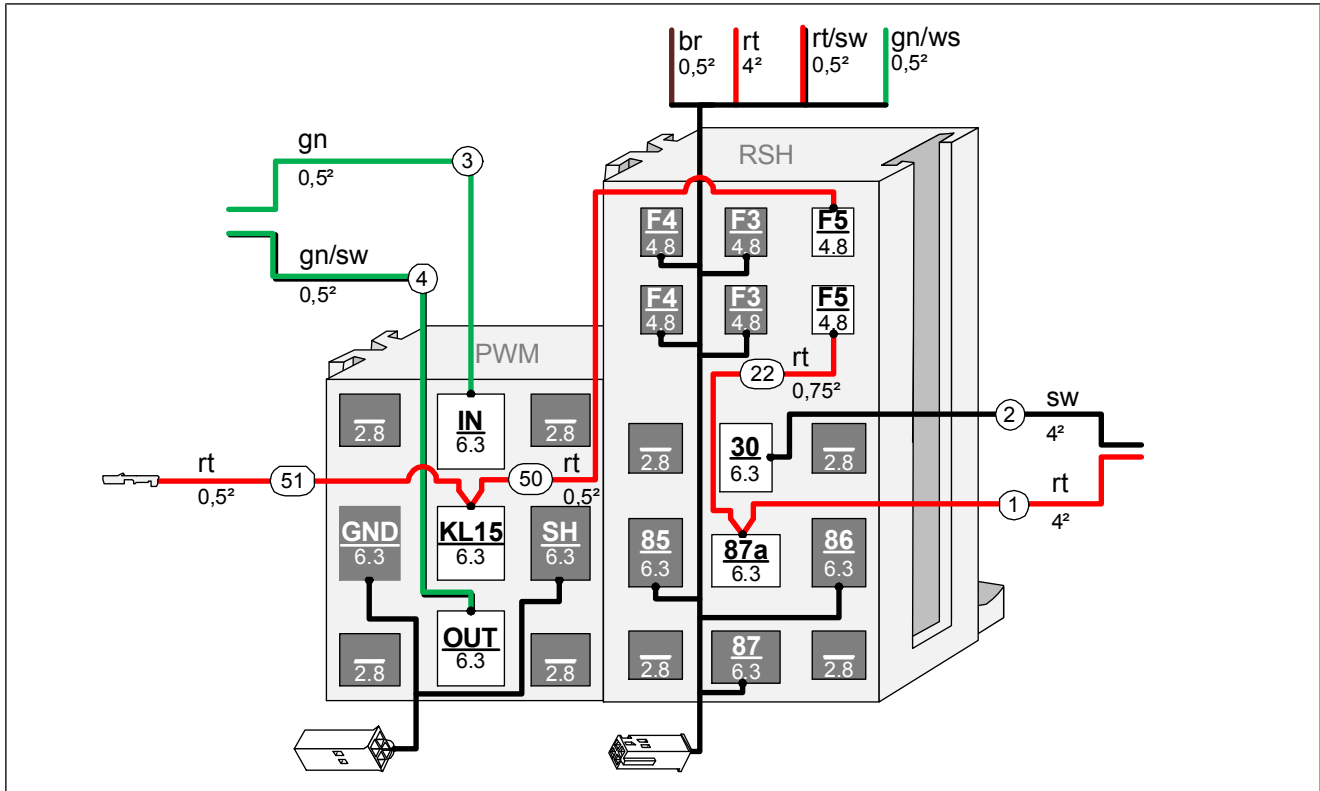 br rt rt/sw gn/ws
0,5² 4² 0,5² 0,5²
gn
3
0,5²
RSH
F4 F3 F5
4.8 4.8 4.8
gn/sw
4
0,5²
F4 F3 F5
4.8 4.8 4.8
PWM
22 rt
0,75²
2.8
IN
6.3
2.8
2.8
30
6.3
2.8
2 sw
4²
rt
51
0,5²
50 rt
0,5²
rt
1
4²
GND KL15 SH
6.3 6.3 6.3
85 87a 86
6.3 6.3 6.3
2.8
OUT
6.3
2.8
2.8
87
6.3
2.8